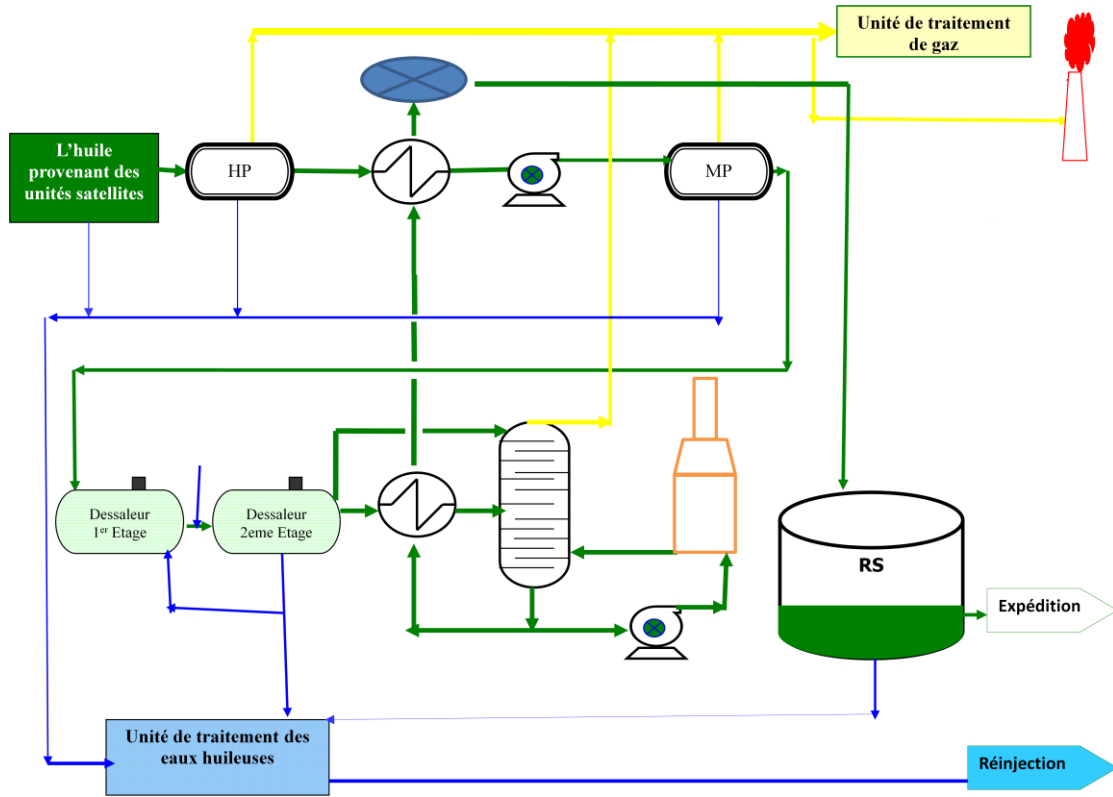 Unité de traitement
de gaz
L'huile
provenant des
unités satellites
HP
MP
Dessaleur
1er Etage
Dessaleur
2eme Etage
RS
Expédition
Unité de traitement des
eaux huileuses
Réinjection